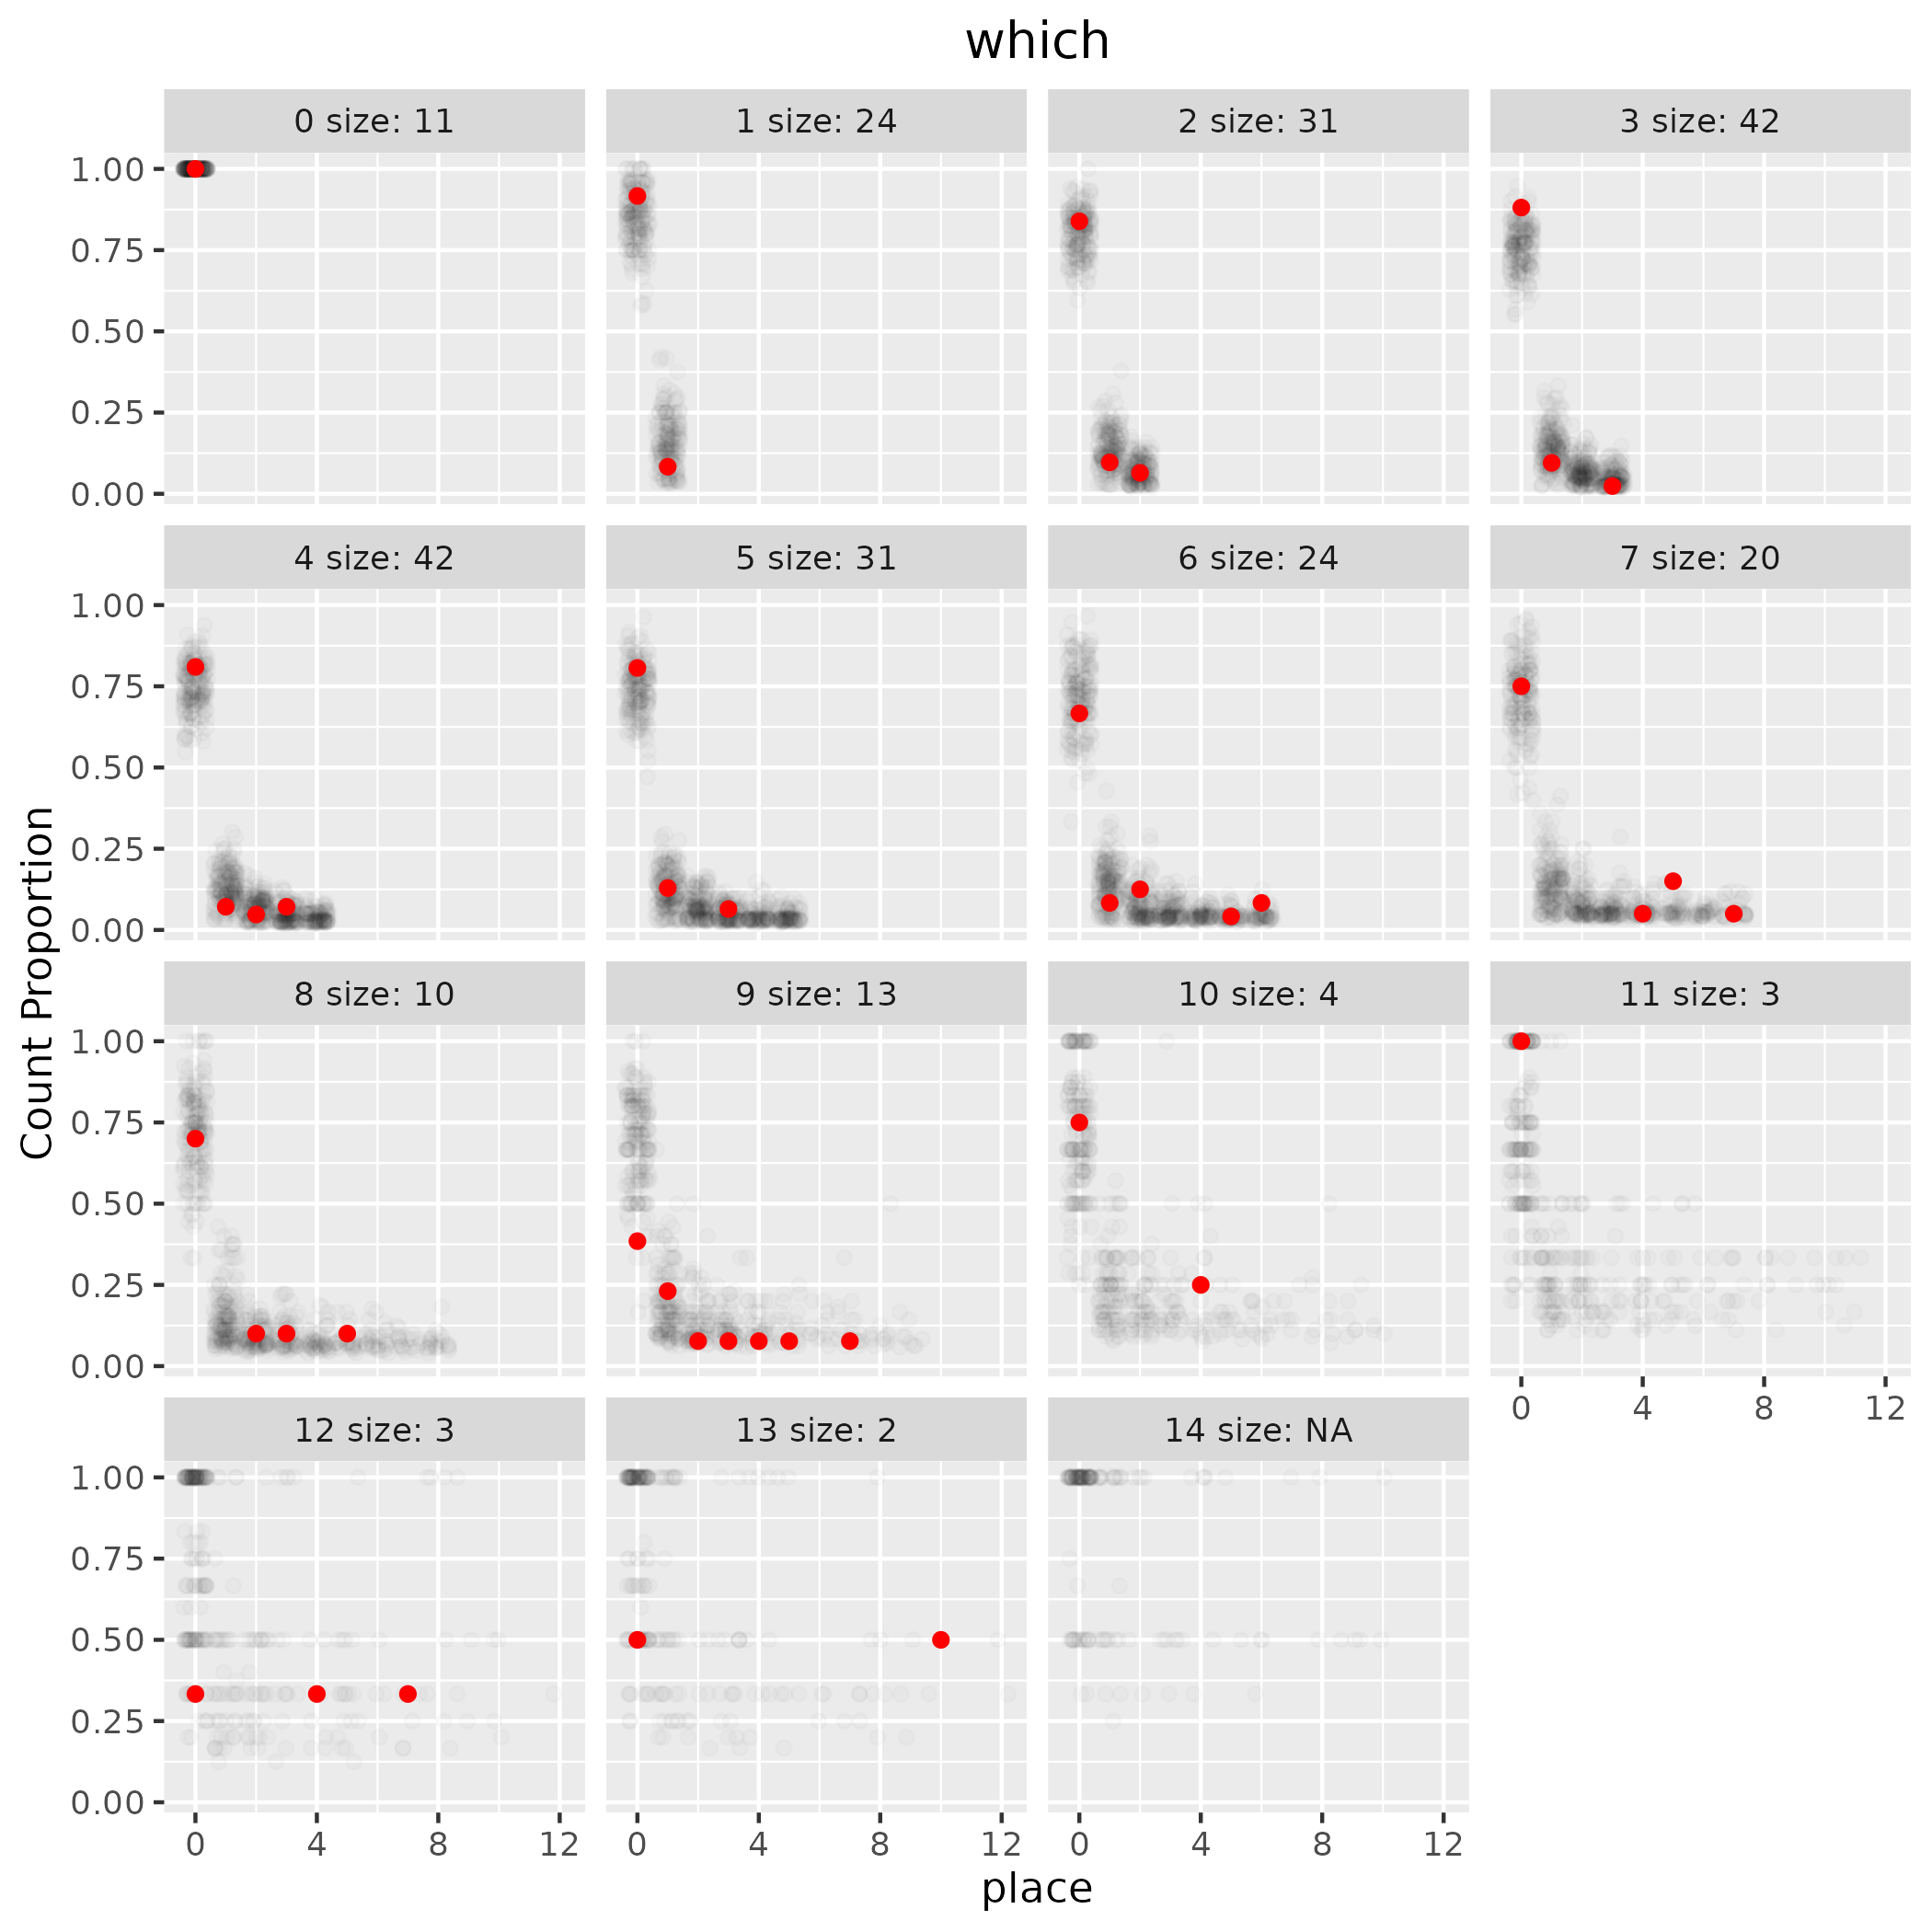 which
0 size: 11
1 size: 24
2 size: 31
3 size: 42
1.00
0.75
0.50
0.25
0.00
4 size: 42
5 size: 31
6 size: 24
7 size: 20
1.00
0.75
0.50
0.25
0.00
Count Proportion
8 size: 10
9 size: 13
10 size: 4
11 size: 3
1.00
0.75
0.50
0.25
0.00
0 4 8 12
12 size: 3
13 size: 2
14 size: NA
1.00
0.75
0.50
0.25
0.00
0 4 8 12
0 4 8 12
0 4 8 12
place